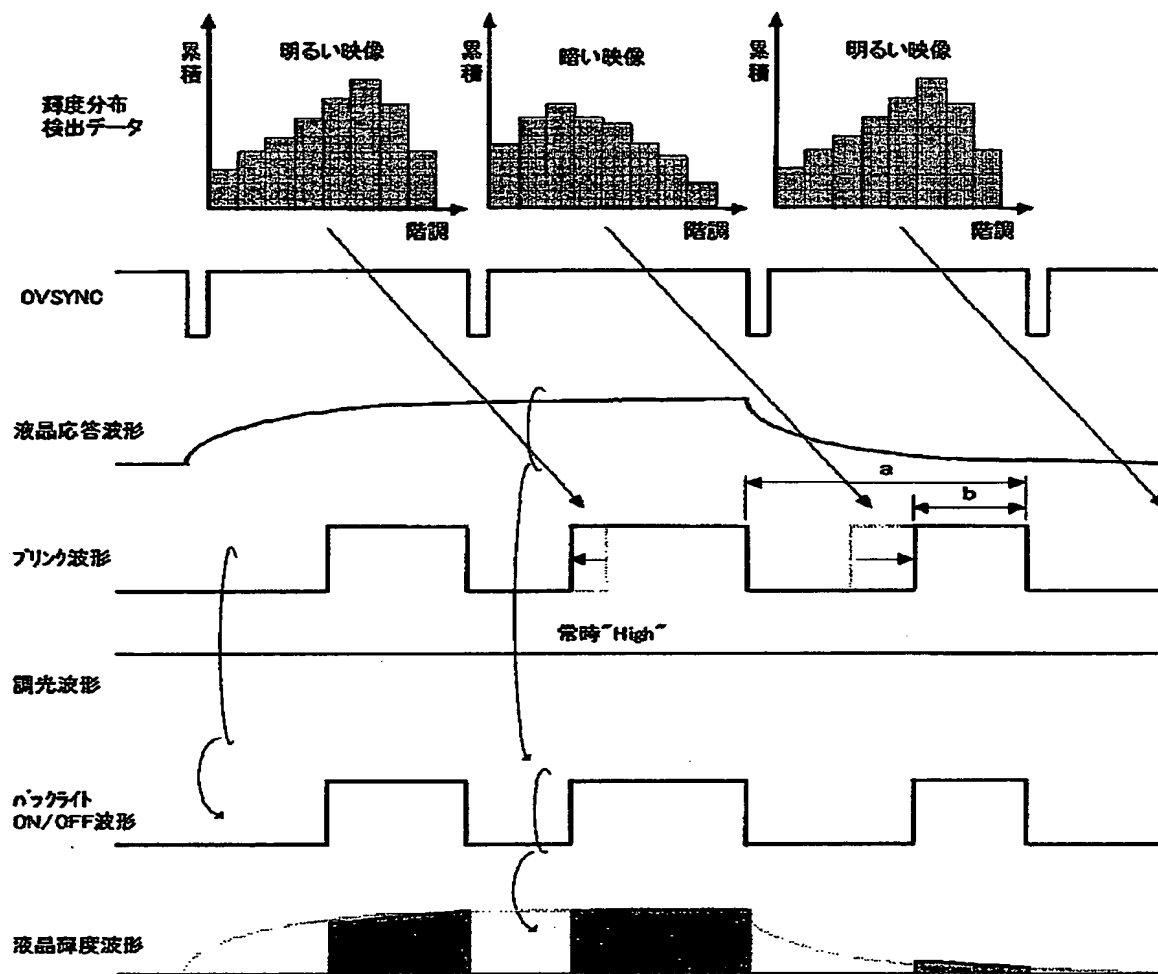 累積
明るい映像
階調
累積
暗い映像
階調
累積
明るい映像
階調
輝度分布
検出データ
OVSYNC
液晶応答波形
a
b
ブリンク波形
常時"High"
調光波形
バックライト
ON/OFF波形
液晶輝度波形